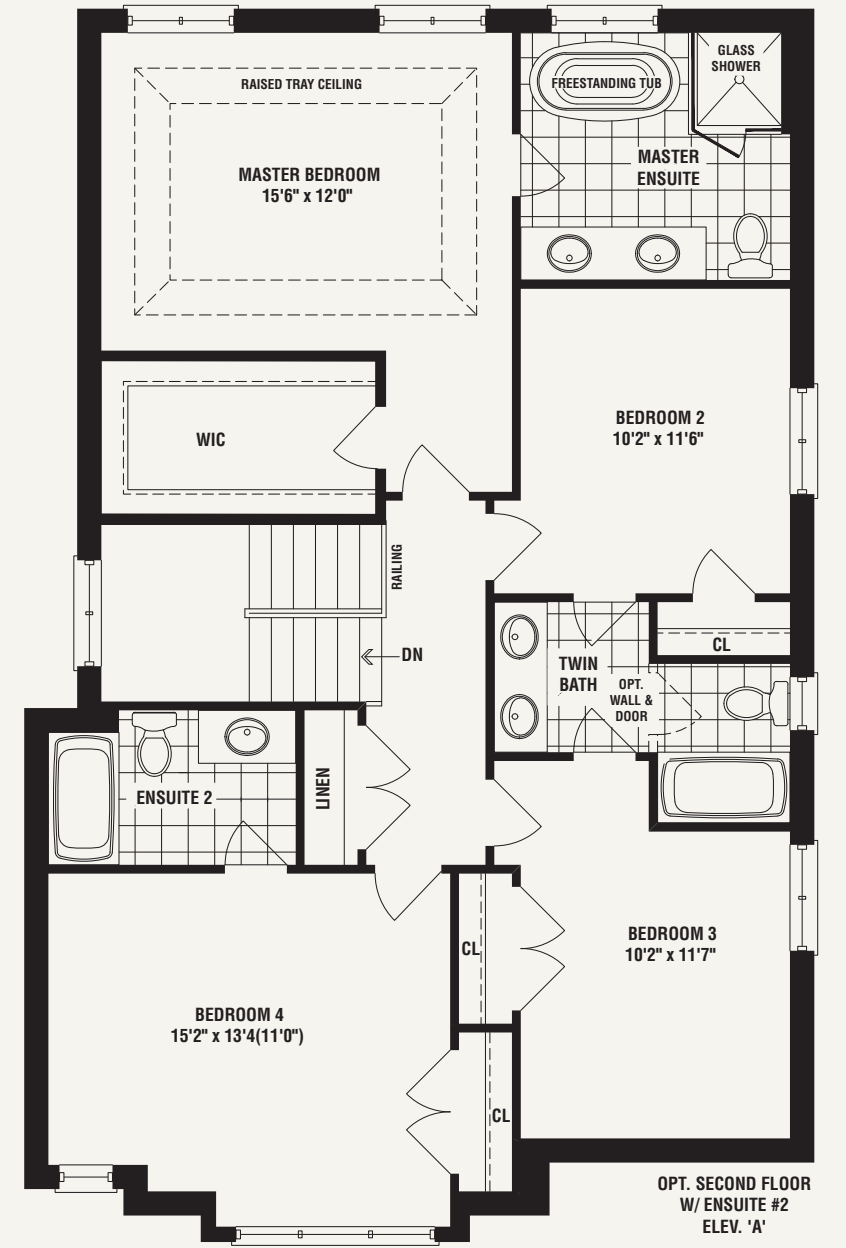 GLASS
SHOWER
RAISED TRAY CEILING
FREESTANDING TUB
MASTER BEDROOM
15'6" x 12'0"
MASTER
ENSUITE
BEDROOM 2
10'2" x 11'6"
WIC
RAILING
DN
CL
TWIN
BATH
OPT.
WALL &
DOOR
LINEN
ENSUITE 2
CL
BEDROOM 3
10'2" x 11'7"
BEDROOM 4
15'2" x 13'4(11'0")
CL
OPT. SECOND FLOOR
W/ ENSUITE #2
ELEV. 'A'